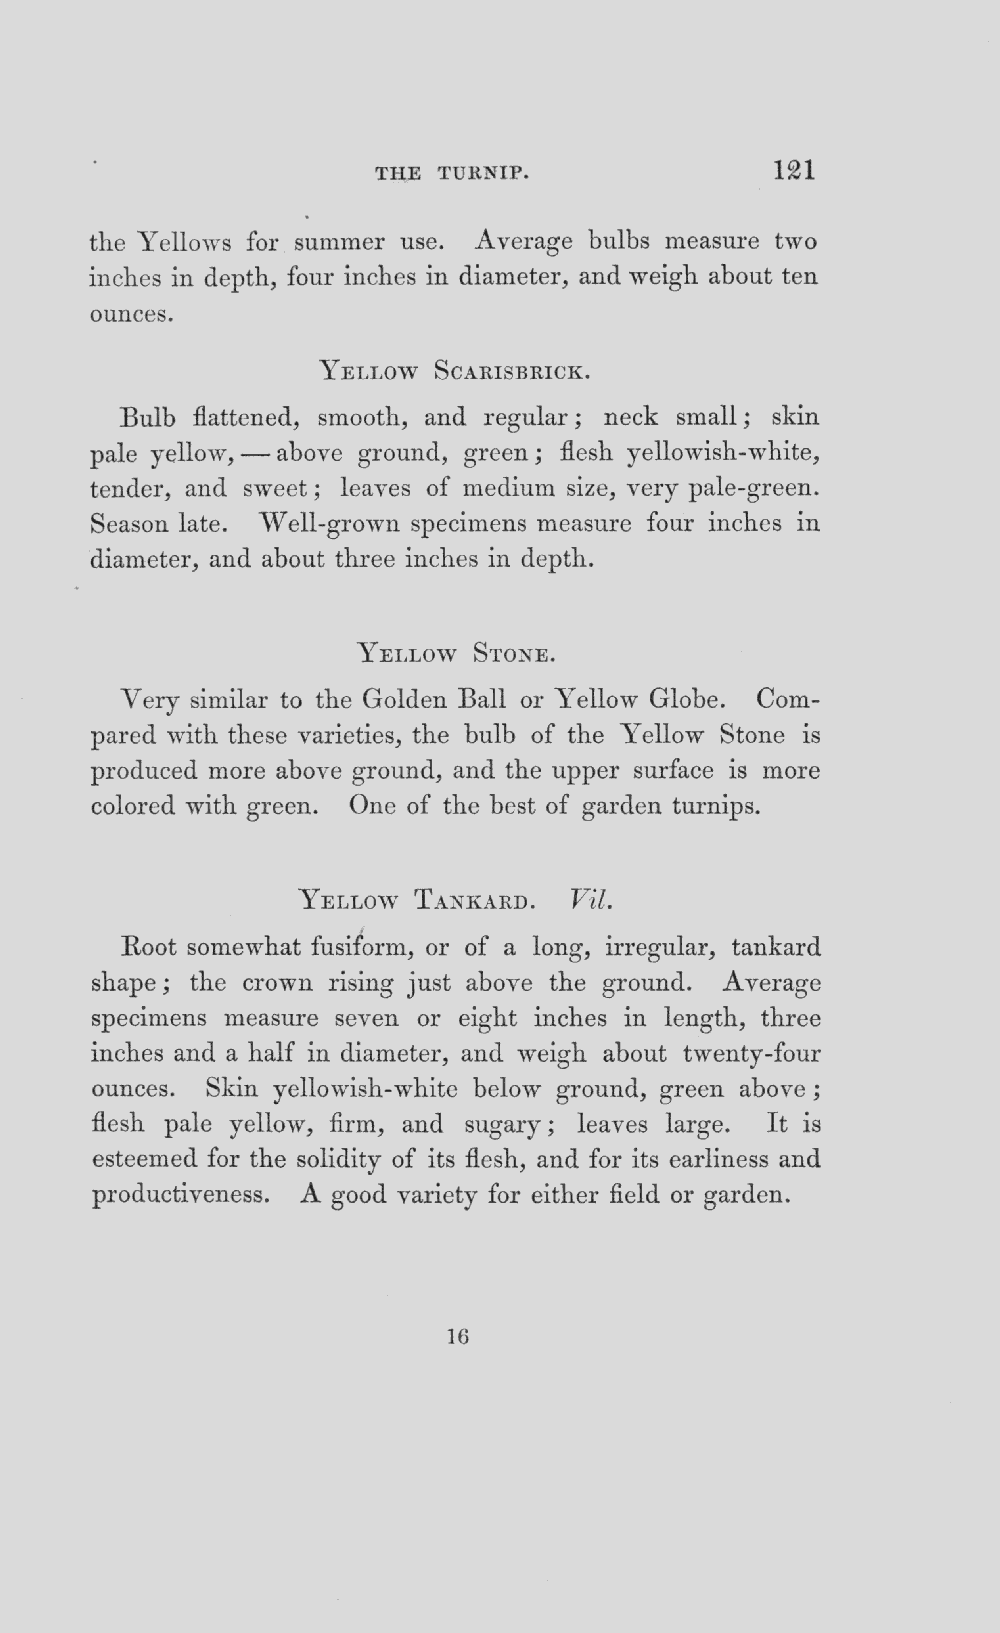 THE TURNIP. 121
the Yellows for summer use. Average bulbs measure two
inches in depth, four inches in diameter, and weigh about ten
ounces.
Yellow Scarisbrick.
Bulb flattened, smooth, and regular; neck small; skin
pale yellow, — above ground, green; flesh yellowish-white,
tender, and sweet; leaves of medium size, very pale-green.
Season late. Well-grown specimens measure four inches in
diameter, and about three inches in depth.
Yellow Stone.
Very similar to the Golden Ball or Yellow Globe. Com-
pared with these varieties, the bulb of the Yellow Stone is
produced more above ground, and the upper surface is more
colored with green. One of the best of garden turnips.
Yellow Tankard. Vil.
Root somewhat fusiform, or of a long, irregular, tankard
shape; the crown rising just above the ground. Average
specimens measure seven or eight inches in length, three
inches and a half in diameter, and weigh about twenty-four
ounces. Skin yellowish-white below ground, green above;
flesh pale yellow, firm, and sugary; leaves large. It is
esteemed for the solidity of its flesh, and for its earliness and
productiveness. A good variety for either field or garden.
16